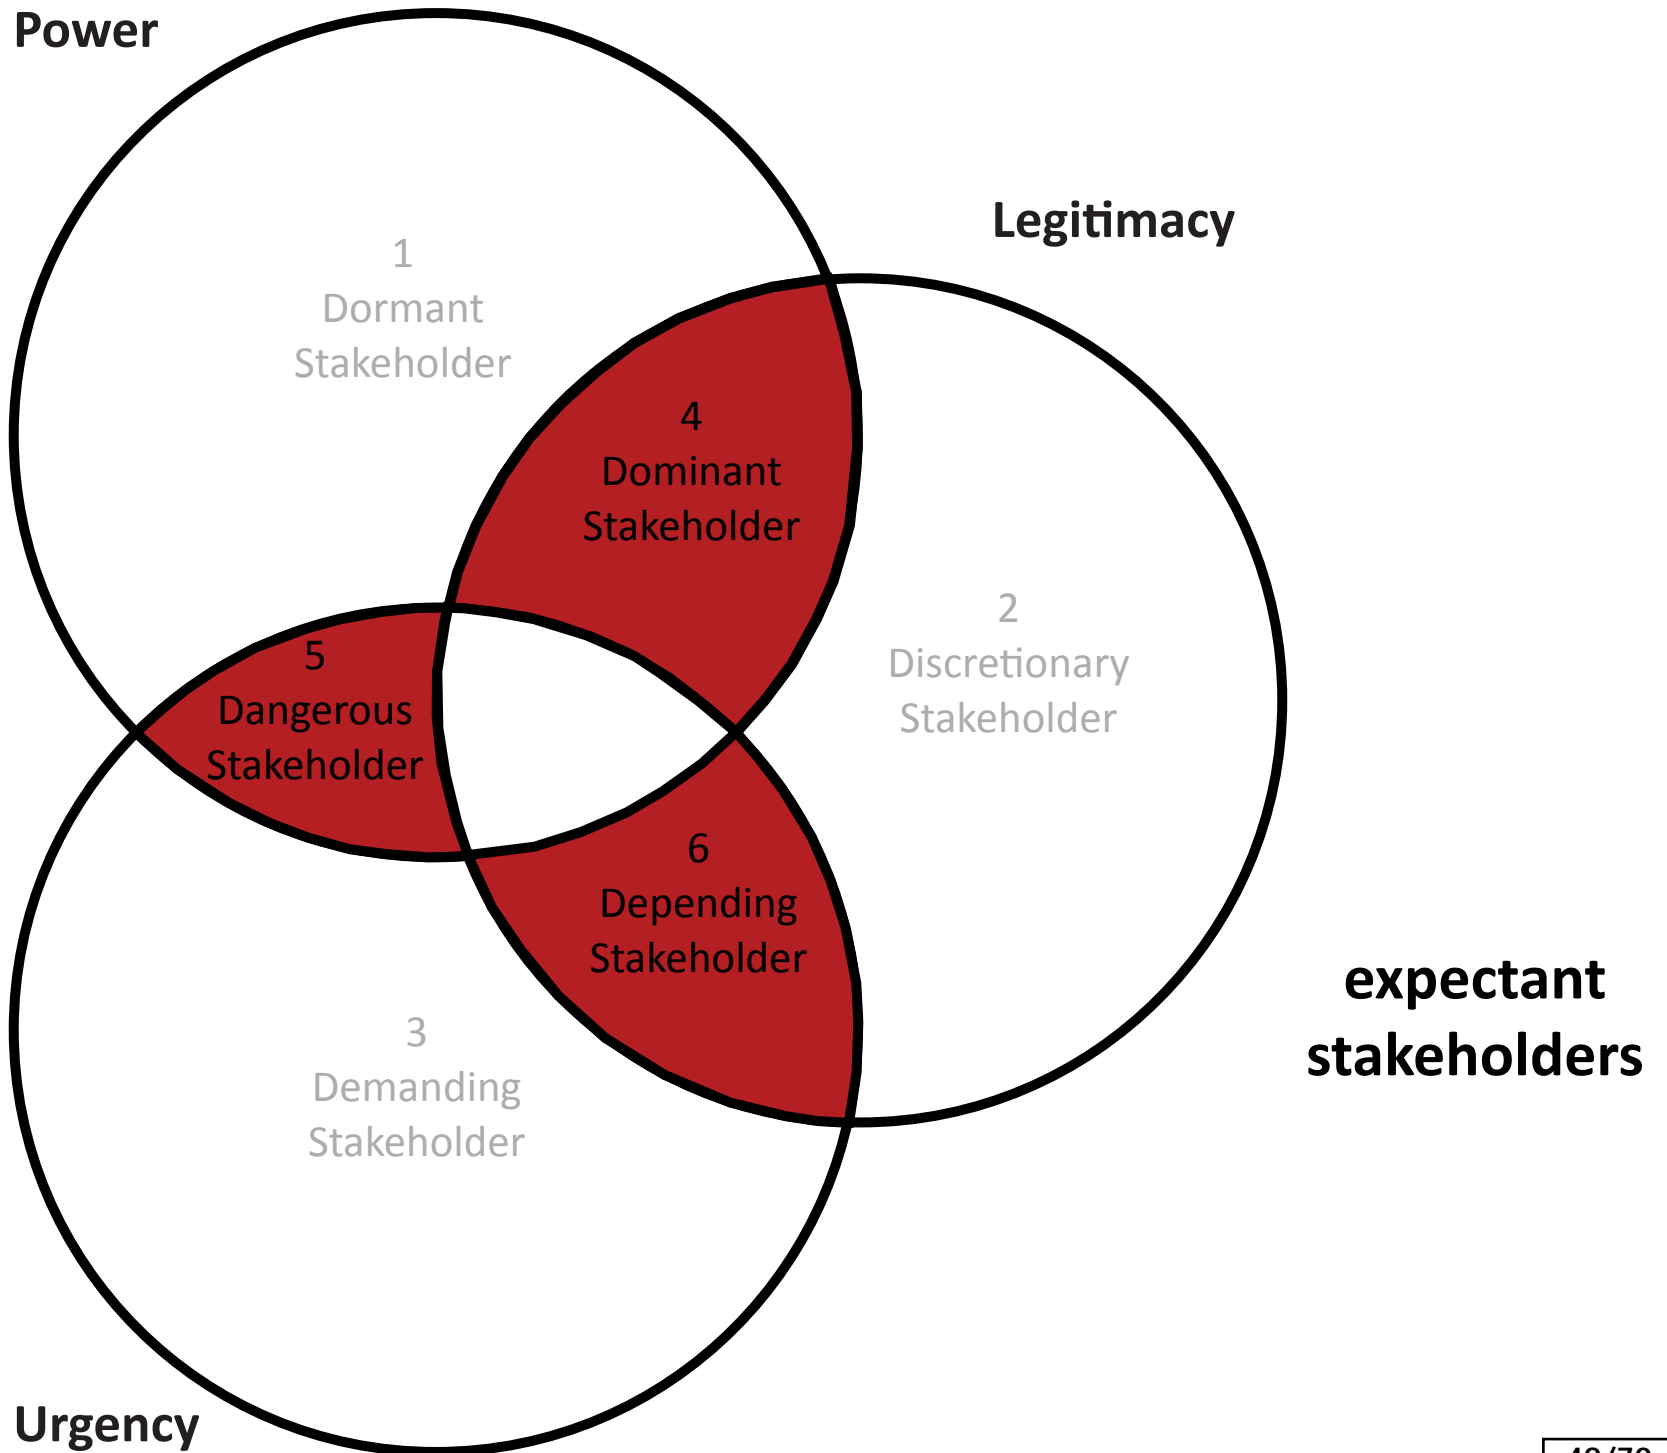 Power
Legitimacy
1
Dormant
Stakeholder
4
Dominant
Stakeholder
2
Discretionary
Stakeholder
5
Dangerous
Stakeholder
6
Depending
Stakeholder
expectant
stakeholders
3
Demanding
Stakeholder
Urgency